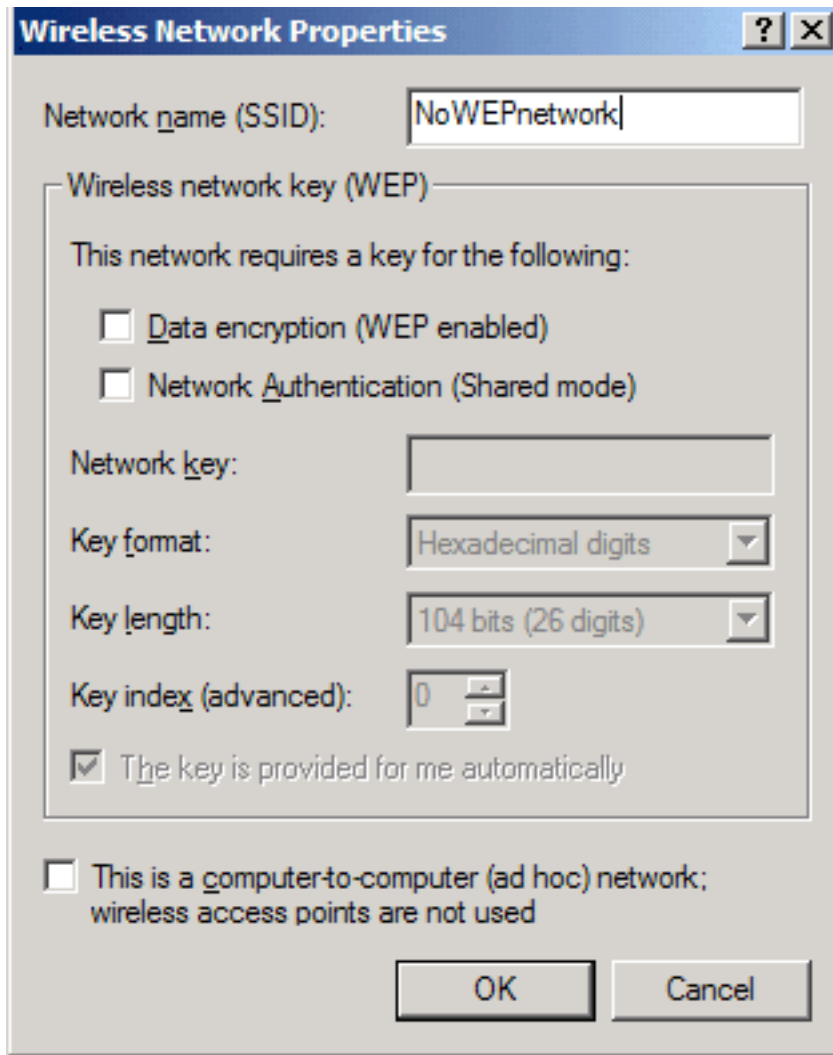 Wireless Network Properties
Network name (SSID): NoWEPnetwork
Wireless network key (WEP)
This network requires a key for the following:
Data encryption (WEP enabled)
Network Authentication (Shared mode)
Network key:
Key format: Hexadecimal digits
Key length: 104 bits (26 digits)
Key index (advanced): 0
The key is provided for me automatically
This is a computer-to-computer (ad hoc) network;
wireless access points are not used
OK Cancel